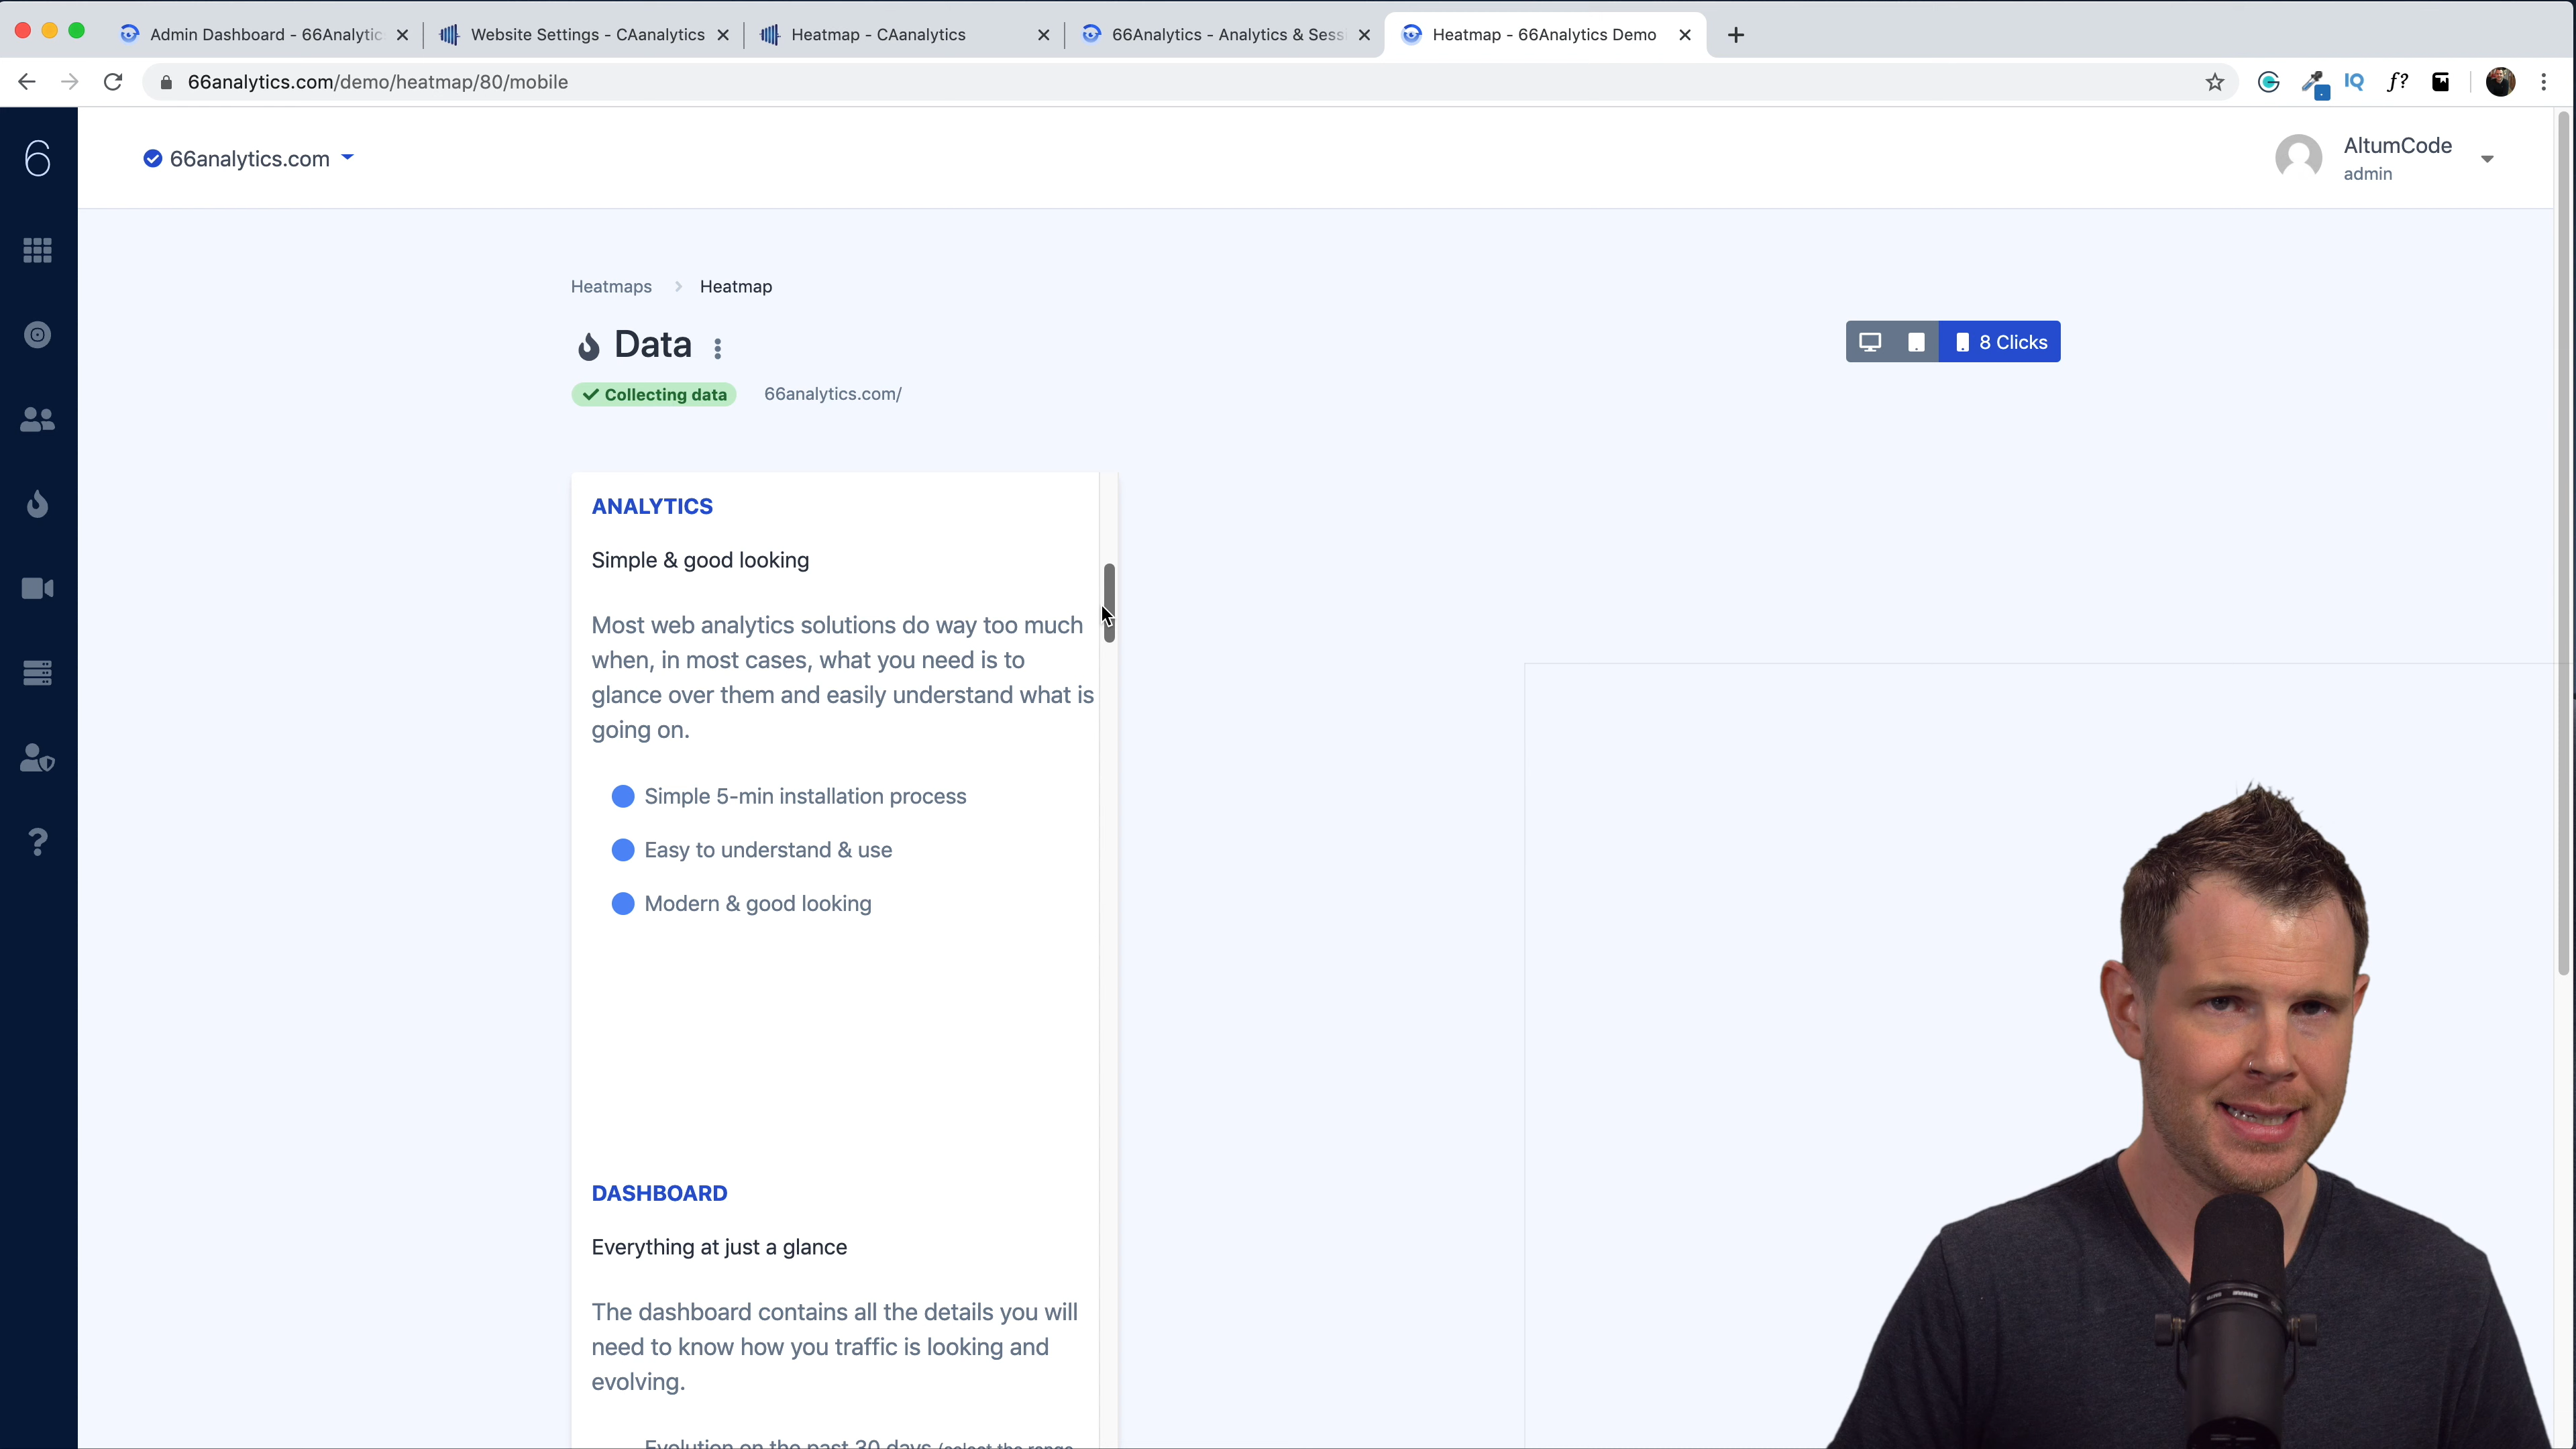 Admin Dashboard - 66Analytic
Website Settings - CAanalytics
Heatmap - CAanalytics
66Analytics - Analytics & Sess
Heatmap - 66Analytics Demo
66analytics.com/demo/heatmap/80/mobile
IQ
f?
6
66analytics.com
AltumCode
admin
Heatmaps
Heatmap
Data
8 Clicks
Collecting data
66analytics.com/
ANALYTICS
Simple & good looking
Most web analytics solutions do way too much
when, in most cases, what you need is to
glance over them and easily understand what is
going on.
Simple 5-min installation process
Easy to understand & use
Modern & good looking
DASHBOARD
Everything at just a glance
The dashboard contains all the details you will
need to know how you traffic is looking and
evolving.
Evolution on the past 30 days (select the range